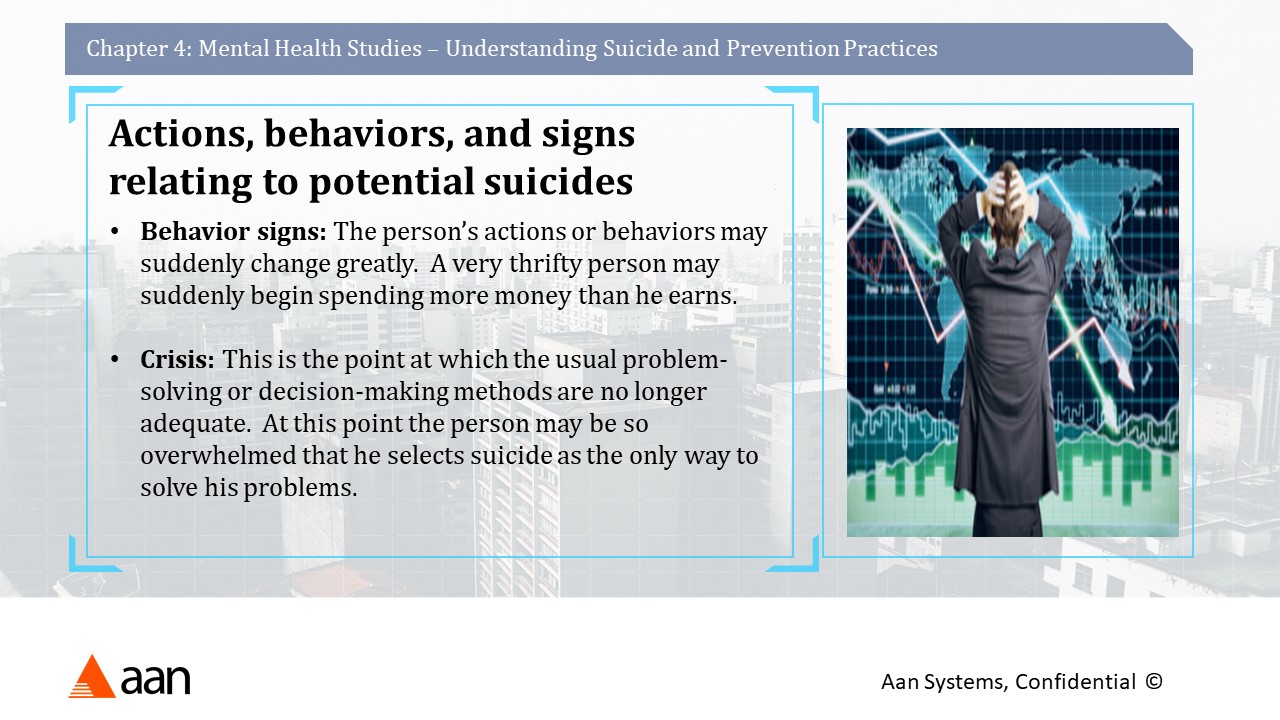 Chapter 4: Mental Health Studies – Understanding Suicide and Prevention Practices
Actions, behaviors, and signs
relating to potential suicides
• Behavior signs: The person’s actions or behaviors may
suddenly change greatly.  A very thrifty person may
suddenly begin spending more money than he earns.
• Crisis: This is the point at which the usual problem-
solving or decision-making methods are no longer
adequate.  At this point the person may be so
overwhelmed that he selects suicide as the only way to
solve his problems.
aan
Aan Systems, Confidential ©